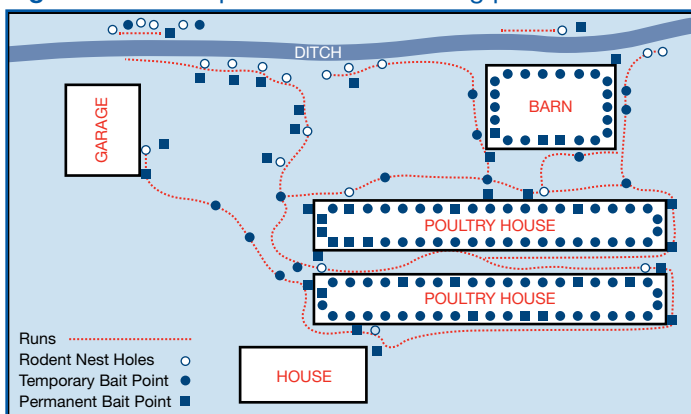 DITCH
BARN
GARAGE
POULTRY HOUSE
POULTRY HOUSE
Runs
Rodent Nest Holes
Temporary Bait Point
Permanent Bait Point
HOUSE